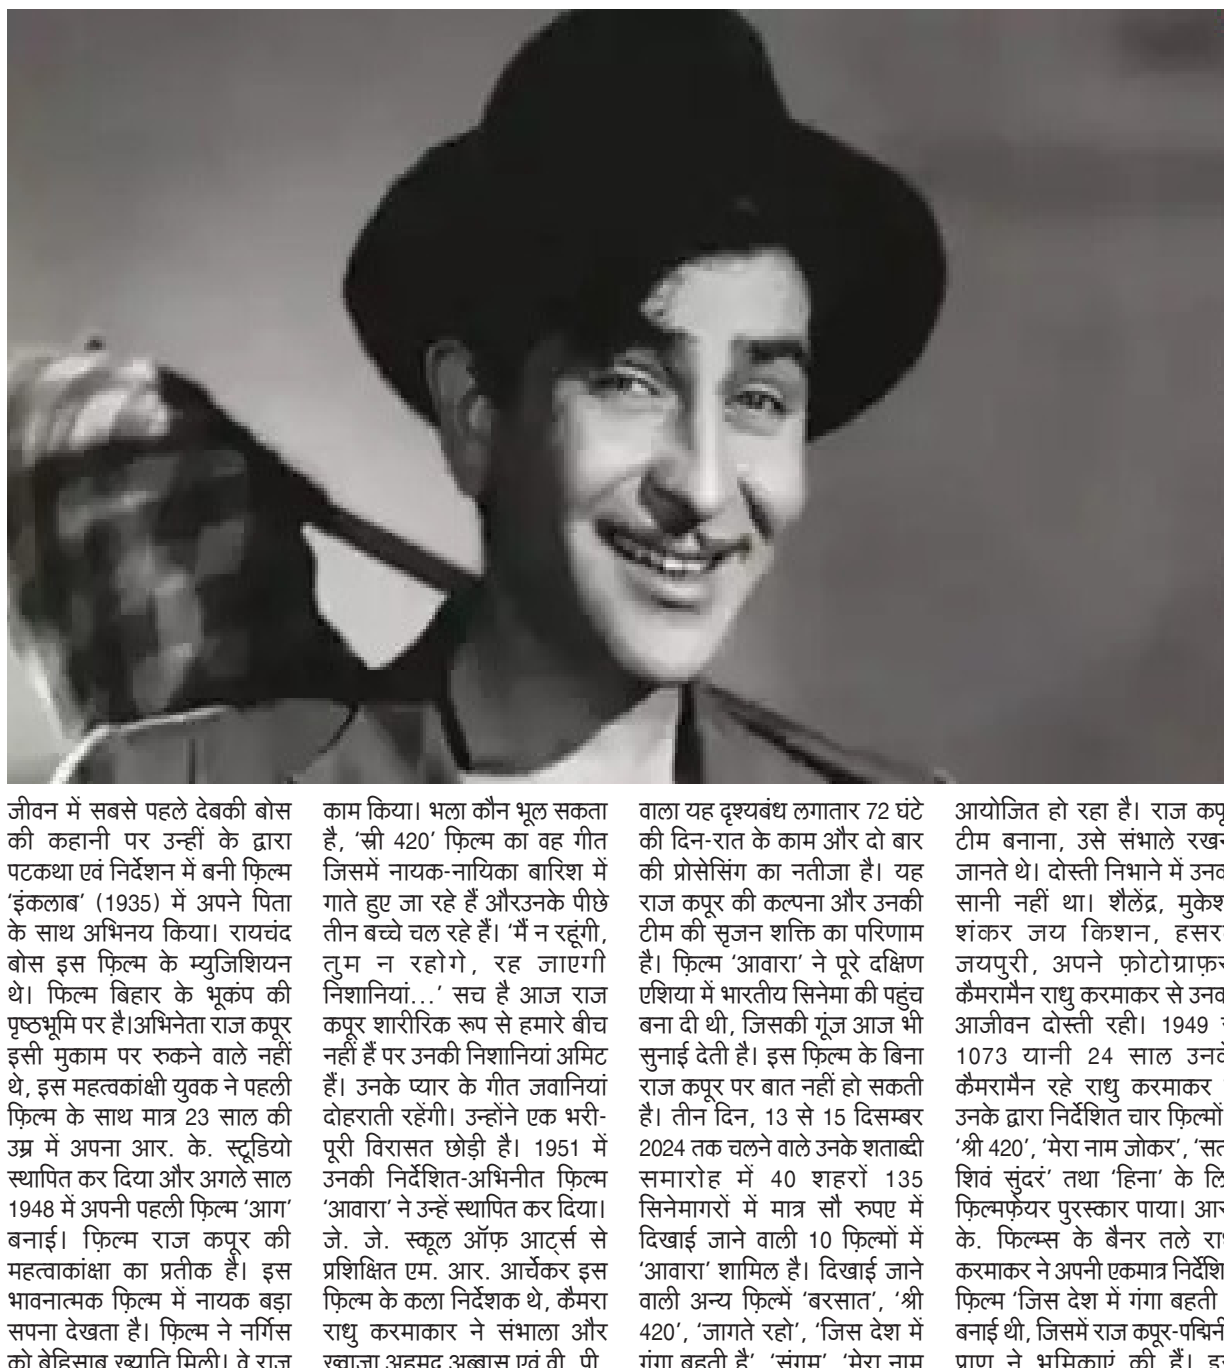 जीवन में सबसे पहले देबकी बोस
की कहानी पर उन्हीं के द्वारा
पटकथा एवं निर्देशन में बनी फ़िल्म
‘इंकलाब’ (1935) में अपने पिता
के साथ अभिनय किया। रायचंद
बोस इस फ़िल्म के म्युजिशियन
थे। फिल्म बिहार के भूकंप की
पृष्ठभूमि पर है।अभिनेता राज कपूर
इसी मुकाम पर रुकने वाले नहीं
थे, इस महत्वकांक्षी युवक ने पहली
फ़िल्म के साथ मात्र 23 साल की
उम्र में अपना आर. के. स्टूडियो
स्थापित कर दिया और अगले साल
1948 में अपनी पहली फ़िल्म ‘आग’
बनाई। फ़िल्म राज कपूर की
महत्वाकांक्षा का प्रतीक है। इस
भावनात्मक फ़िल्म में नायक बड़ा
सपना देखता है। फ़िल्म ने नर्गिस
को बेहिसाब ख्याति मिली। वे राज
काम किया। भला कौन भूल सकता
है, ‘स्री 420’ फ़िल्म का वह गीत
जिसमें नायक-नायिका बारिश में
गाते हुए जा रहे हैं औरउनके पीछे
तीन बच्चे चल रहे हैं। ‘मैं न रहूंगी,
तुम न रहोगे, रह जाएगी
निशानियां...’ सच है आज राज
कपूर शारीरिक रूप से हमारे बीच
नहीं हैं पर उनकी निशानियां अमिट
हैं। उनके प्यार के गीत जवानियां
दोहराती रहेंगी। उन्होंने एक भरी-
पूरी विरासत छोड़ी है। 1951 में
उनकी निर्देशित-अभिनीत फ़िल्म
‘आवारा’ ने उन्हें स्थापित कर दिया।
जे. जे. स्कूल ऑफ़ आर्ट्स से
प्रशिक्षित एम. आर. आर्चेकर इस
फ़िल्म के कला निर्देशक थे, कैमरा
राधु करमाकार ने संभाला और
ख्वाजा अहमद अब्बास एवं वी. पी.
वाला यह दृश्यबंध लगातार 72 घंटे
की दिन-रात के काम और दो बार
की प्रोसेसिंग का नतीजा है। यह
राज कपूर की कल्पना और उनकी
टीम की सृजन शक्ति का परिणाम
है। फ़िल्म ‘आवारा’ ने पूरे दक्षिण
एशिया में भारतीय सिनेमा की पहुंच
बना दी थी, जिसकी गूंज आज भी
सुनाई देती है। इस फ़िल्म के बिना
राज कपूर पर बात नहीं हो सकती
है। तीन दिन, 13 से 15 दिसम्बर
2024 तक चलने वाले उनके शताब्दी
समारोह में 40 शहरों 135
सिनेमागरों में मात्र सौ रुपए में
दिखाई जाने वाली 10 फ़िल्मों में
‘आवारा’ शामिल है। दिखाई जाने
वाली अन्य फ़िल्में ‘बरसात’, ‘श्री
420’, ‘जागते रहो’, ‘जिस देश में
गंगा बहती है’, ‘संगम’, ‘मेरा नाम
आयोजित हो रहा है। राज
टीम बनाना, उसे संभाले
जानते थे। दोस्ती निभाने में
सानी नहीं था। शैलेंद्र,
शंकर जय किशन,
जयपुरी, अपने
कैमरामैन राधु करमाकर से
आजीवन दोस्ती रही। 1949
1073 यानी 24 साल
कैमरामैन रहे राधु करमाकर
उनके द्वारा निर्देशित चार फ़िल्मों
‘श्री 420’, ‘मेरा नाम जोकर’,
शिवं सुंदरं’ तथा ‘हिना’ के
फ़िल्मफ़ेयर पुरस्कार पाया।
के. फिल्म्स के बैनर तले
करमाकर ने अपनी एकमात्र
फ़िल्म ‘जिस देश में गंगा बहती
बनाई थी, जिसमें राज
प्राण ने भूमिकाएं की हैं।